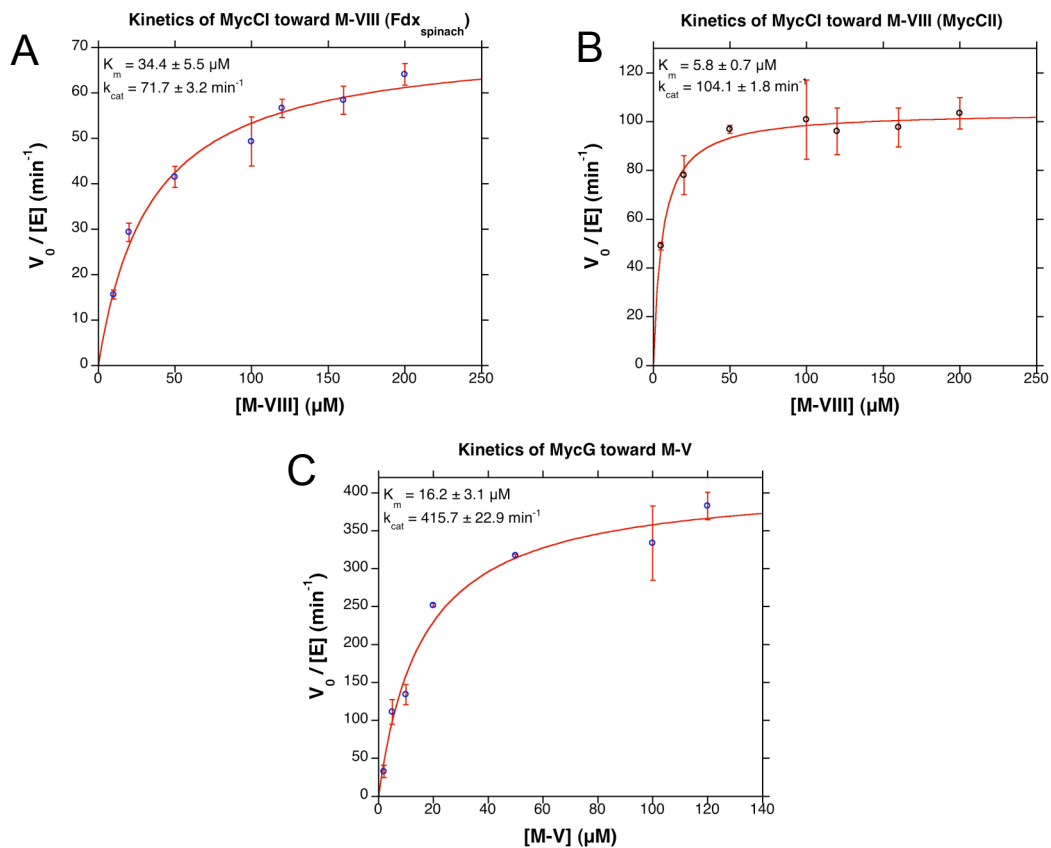 A
Kinetics of MycCI toward M-VIII (Fdx_spinach)
K_m = 34.4 ± 5.5 µM
k_cat = 71.7 ± 3.2 min^-1
V_0 / [E] (min^-1)
70
60
50
40
30
20
10
0
0 50 100 150 200 250
[M-VIII] (µM)
B
Kinetics of MycCI toward M-VIII (MycCII)
K_m = 5.8 ± 0.7 µM
k_cat = 104.1 ± 1.8 min^-1
V_0 / [E] (min^-1)
120
100
80
60
40
20
0
0 50 100 150 200 250
[M-VIII] (µM)
C
Kinetics of MycG toward M-V
K_m = 16.2 ± 3.1 µM
k_cat = 415.7 ± 22.9 min^-1
V_0 / [E] (min^-1)
400
350
300
250
200
150
100
50
0
0 20 40 60 80 100 120 140
[M-V] (µM)